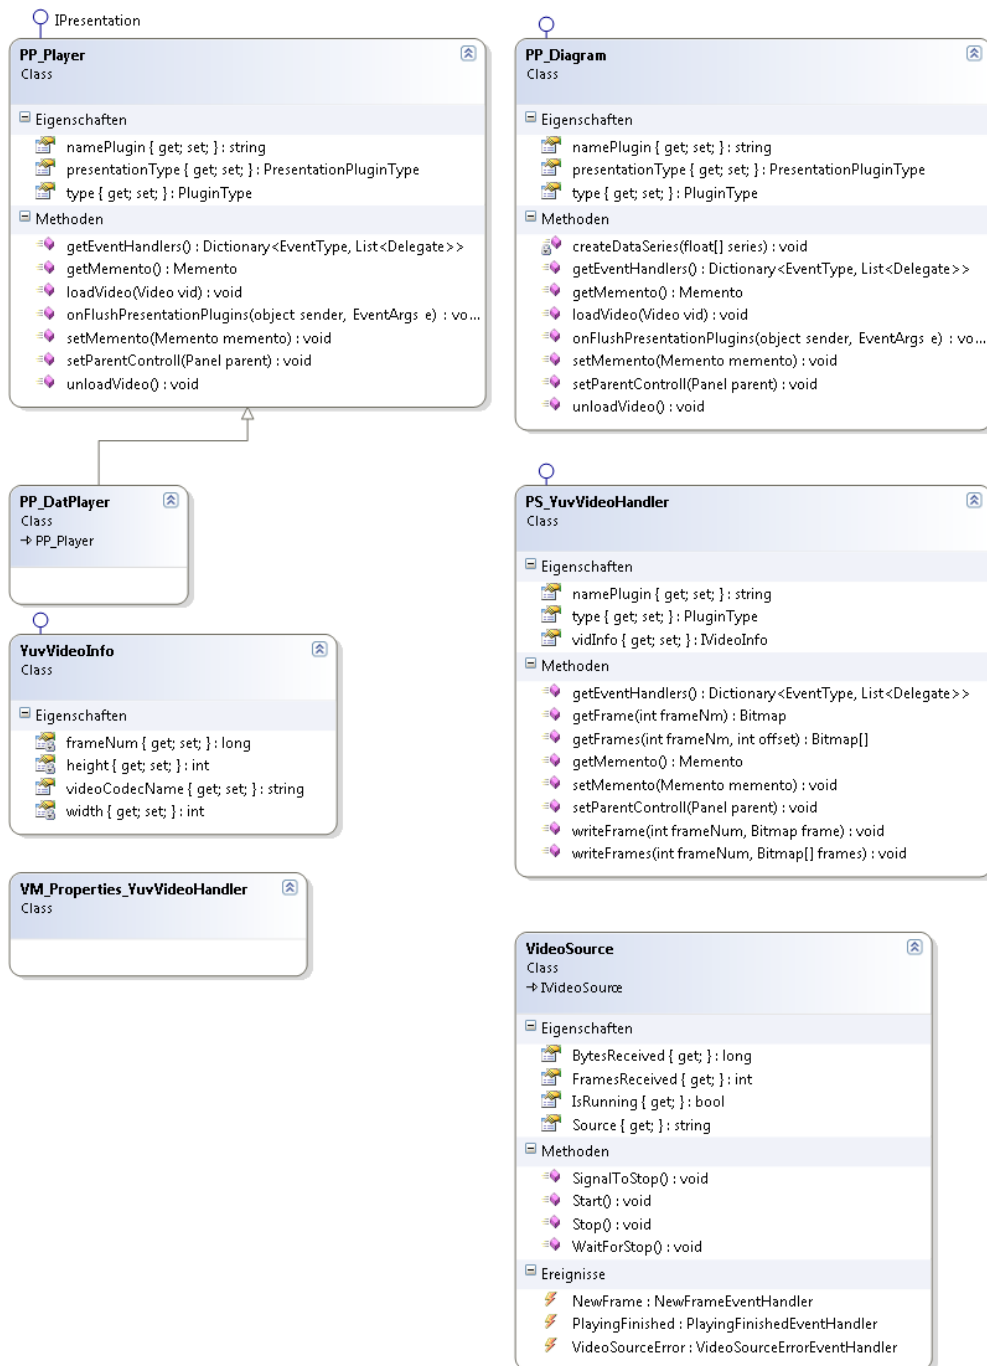 IPresentation
PP_Player
Class
Eigenschaften
namePlugin { get; set; } : string
presentationType { get; set; } : PresentationPluginType
type { get; set; } : PluginType
Methoden
getEventHandlers() : Dictionary<EventType, List<Delegate>>
getMemento() : Memento
loadVideo(Video vid) : void
onFlushPresentationPlugins(object sender, EventArgs e) : vo...
setMemento(Memento memento) : void
setParentControll(Panel parent) : void
unloadVideo() : void
PP_Diagram
Class
Eigenschaften
namePlugin { get; set; } : string
presentationType { get; set; } : PresentationPluginType
type { get; set; } : PluginType
Methoden
createDataSeries(float[] series) : void
getEventHandlers() : Dictionary<EventType, List<Delegate>>
getMemento() : Memento
loadVideo(Video vid) : void
onFlushPresentationPlugins(object sender, EventArgs e) : vo...
setMemento(Memento memento) : void
setParentControll(Panel parent) : void
unloadVideo() : void
PP_DatPlayer
Class
PP_Player
YuvVideoInfo
Class
Eigenschaften
frameNum { get; set; } : long
height { get; set; } : int
videoCodecName { get; set; } : string
width { get; set; } : int
VM_Properties_YuvVideoHandler
Class
PS_YuvVideoHandler
Class
Eigenschaften
namePlugin { get; set; } : string
type { get; set; } : PluginType
vidInfo { get; set; } : IVideoInfo
Methoden
getEventHandlers() : Dictionary<EventType, List<Delegate>>
getFrame(int frameNm) : Bitmap
getFrames(int frameNm, int offset) : Bitmap[]
getMemento() : Memento
setMemento(Memento memento) : void
setParentControll(Panel parent) : void
writeFrame(int frameNum, Bitmap frame) : void
writeFrames(int frameNum, Bitmap[] frames) : void
VideoSource
Class
IVideoSource
Eigenschaften
BytesReceived { get; } : long
FramesReceived { get; } : int
IsRunning { get; } : bool
Source { get; } : string
Methoden
SignalToStop() : void
Start() : void
Stop() : void
WaitForStop() : void
Ereignisse
NewFrame : NewFrameEventHandler
PlayingFinished : PlayingFinishedEventHandler
VideoSourceError : VideoSourceErrorEventHandler